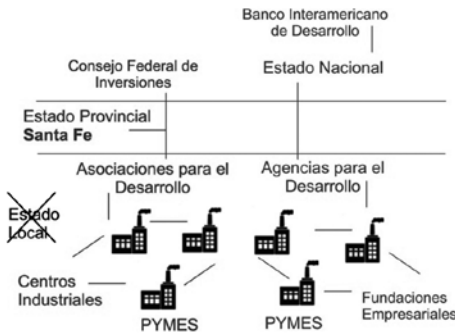 Banco Interamericano
de Desarrollo
Consejo Federal de
Inversiones
Estado Nacional
Estado Provincial
Santa Fe
Asociaciones para el
Desarrollo
Agencias para el
Desarrollo
Estado
Local
Centros
Industriales
PYMES
PYMES
Fundaciones
Empresariales